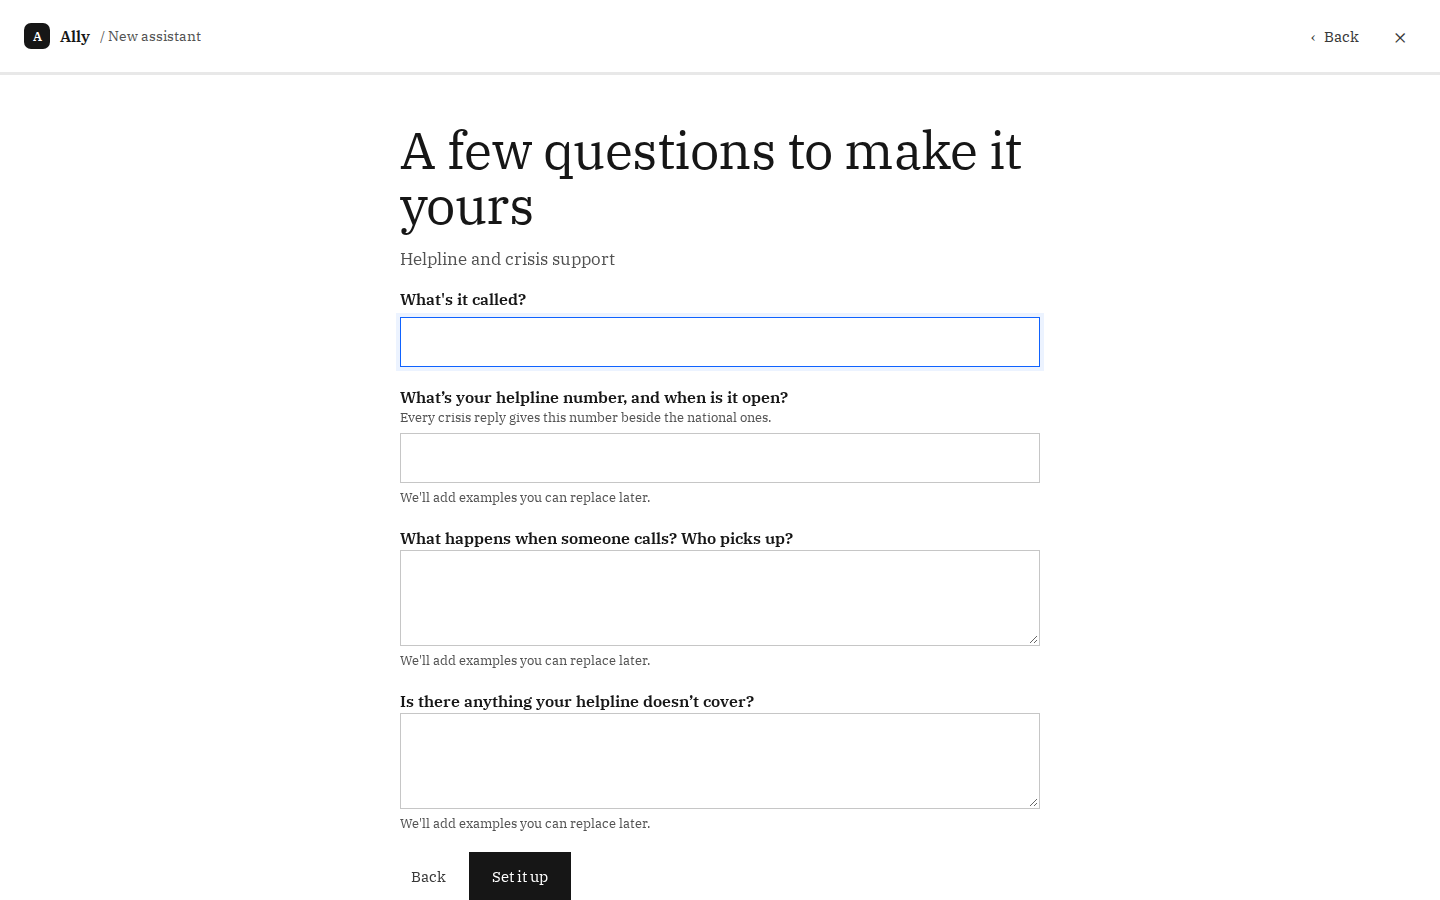 A Ally / New assistant
‹ Back ×
A few questions to make it
yours
Helpline and crisis support
What's it called?
What’s your helpline number, and when is it open?
Every crisis reply gives this number beside the national ones.
We'll add examples you can replace later.
What happens when someone calls? Who picks up?
We'll add examples you can replace later.
Is there anything your helpline doesn’t cover?
We'll add examples you can replace later.
Back Set it up